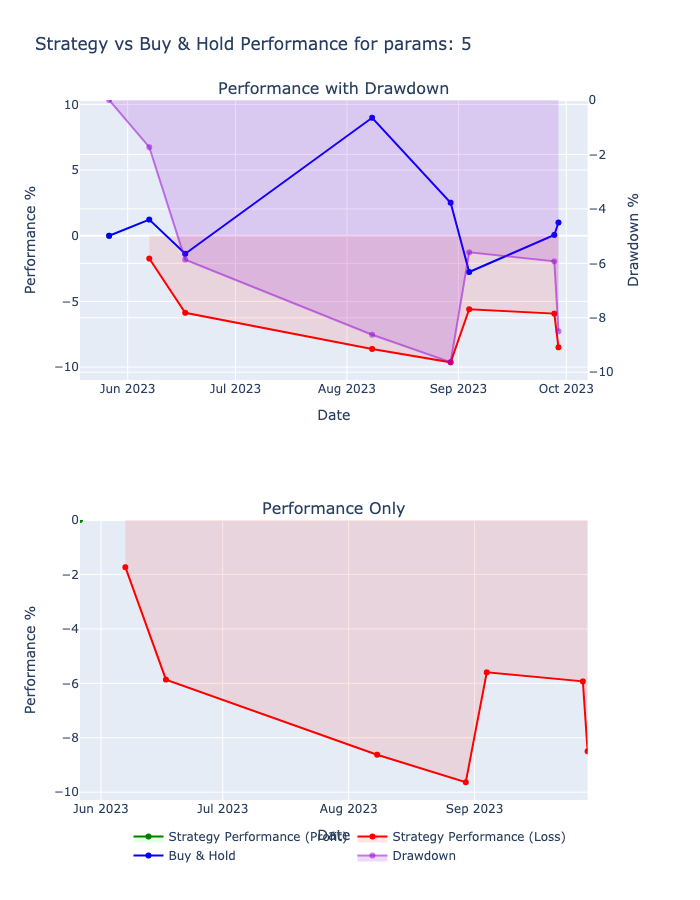 Strategy vs Buy & Hold Performance for params: 5
Performance with Drawdown
10
5
0
−5
−10
Performance %
0
−2
−4
−6
−8
−10
Drawdown %
Jun 2023 Jul 2023 Aug 2023 Sep 2023 Oct 2023
Date
Performance Only
0
−2
−4
−6
−8
−10
Performance %
Jun 2023 Jul 2023 Aug 2023 Sep 2023
Date
Strategy Performance (Profit) Strategy Performance (Loss)
Buy & Hold Drawdown